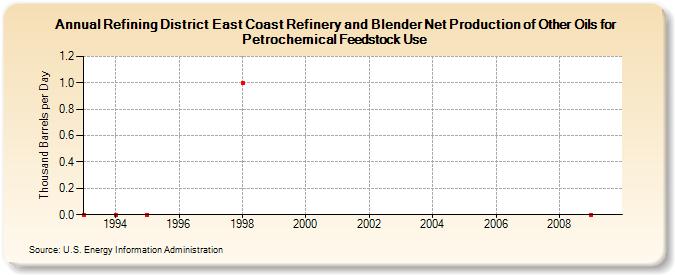 Annual Refining District East Coast Refinery and Blender Net Production of Other Oils for
Petrochemical Feedstock Use
Thousand Barrels per Day
1.2
1.0
0.8
0.6
0.4
0.2
0.0
1994 1996 1998 2000 2002 2004 2006 2008
Source: U.S. Energy Information Administration